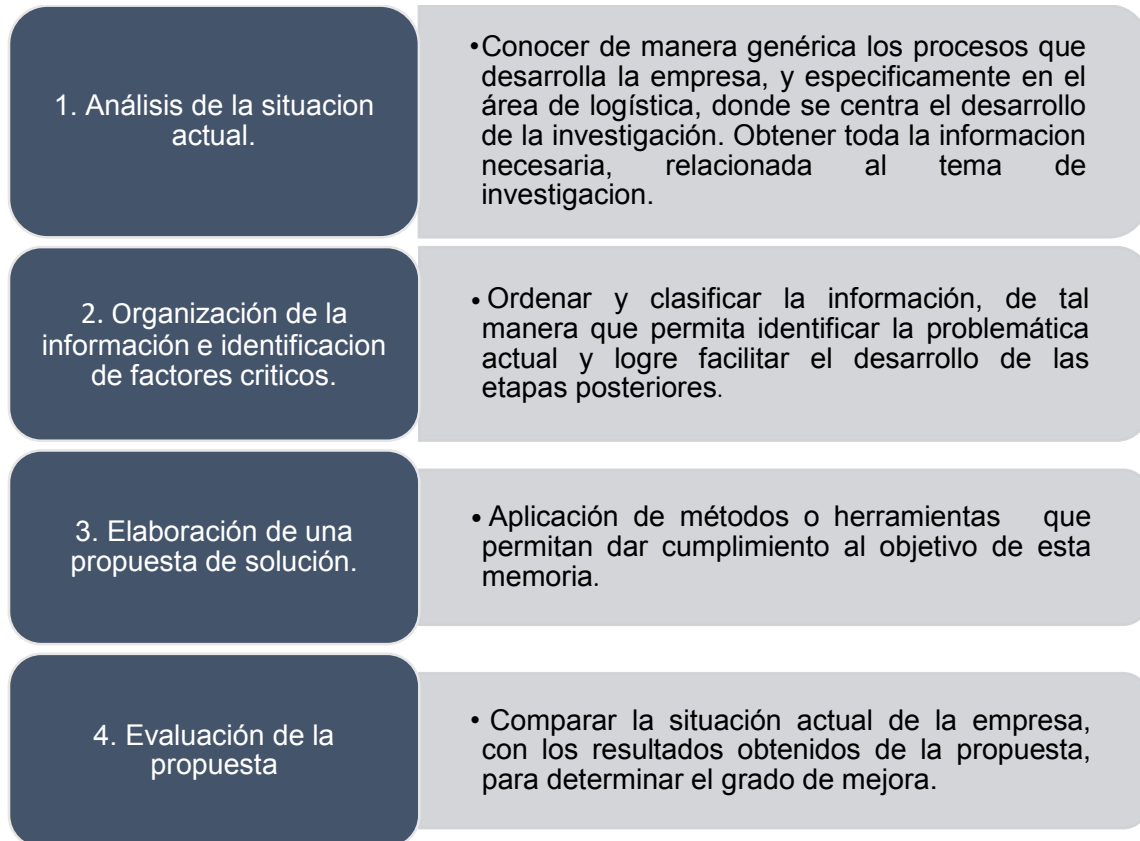 1. Análisis de la situacion
actual.
•Conocer de manera genérica los procesos que
desarrolla la empresa, y especificamente en el
área de logística, donde se centra el desarrollo
de la investigación. Obtener toda la informacion
necesaria, relacionada al tema de
investigacion.
2. Organización de la
información e identificacion
de factores criticos.
• Ordenar y clasificar la información, de tal
manera que permita identificar la problemática
actual y logre facilitar el desarrollo de las
etapas posteriores.
3. Elaboración de una
propuesta de solución.
• Aplicación de métodos o herramientas que
permitan dar cumplimiento al objetivo de esta
memoria.
4. Evaluación de la
propuesta
• Comparar la situación actual de la empresa,
con los resultados obtenidos de la propuesta,
para determinar el grado de mejora.